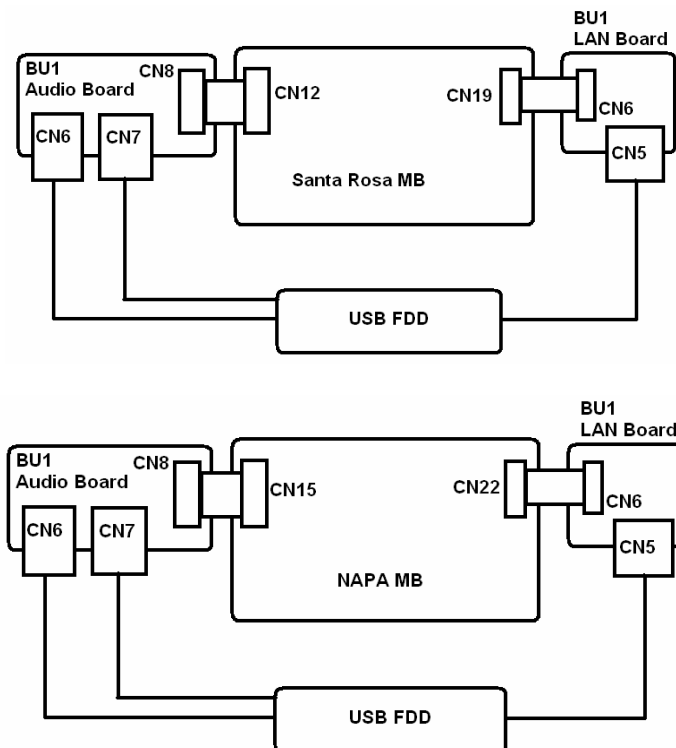 BU1
LAN Board
BU1
Audio Board
CN8
CN12
CN19
CN6
CN6
CN7
CN5
Santa Rosa MB
USB FDD
BU1
LAN Board
BU1
Audio Board
CN8
CN15
CN22
CN6
CN6
CN7
CN5
NAPA MB
USB FDD